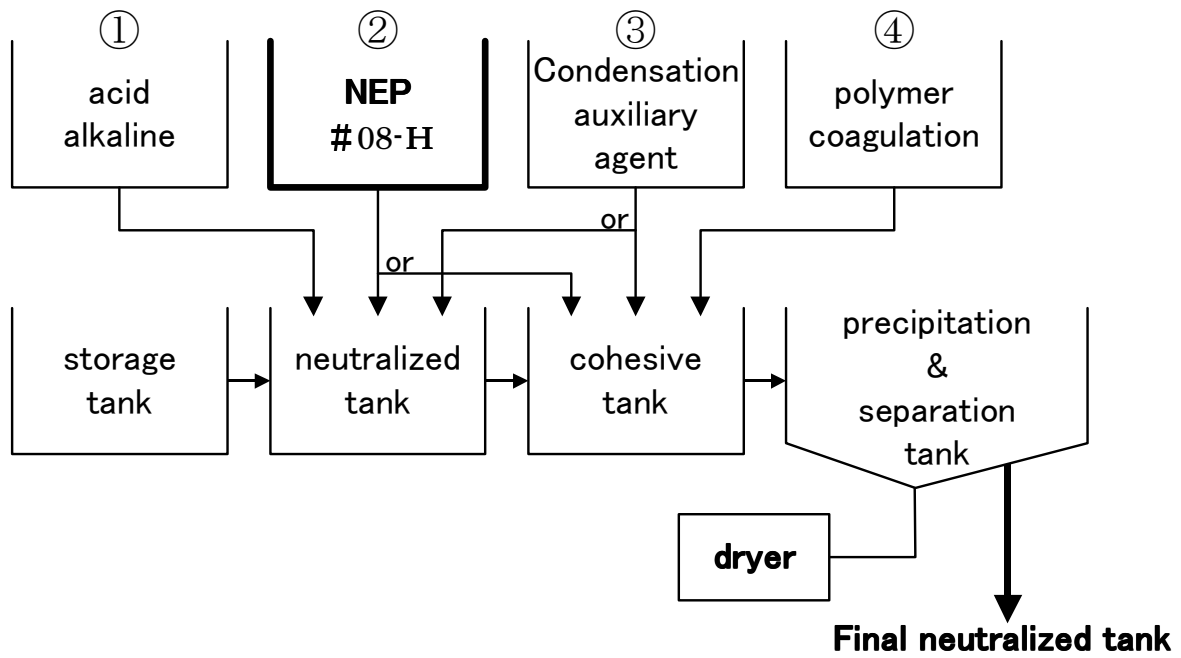 ①
acid
alkaline
②
NEP
#08-H
③
Condensation
auxiliary
agent
④
polymer
coagulation
or
or
storage
tank
neutralized
tank
cohesive
tank
precipitation
&
separation
tank
dryer
Final neutralized tank